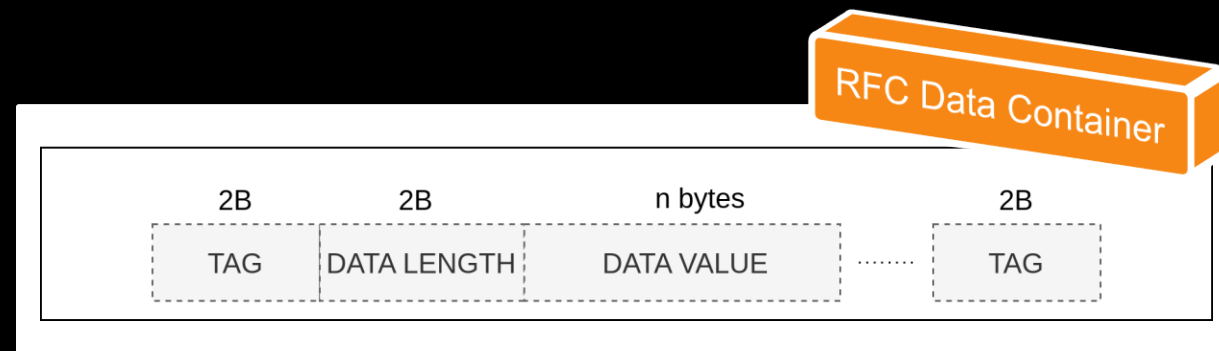 RFC Data Container
2B 2B n bytes 2B
TAG DATA LENGTH DATA VALUE ........ TAG